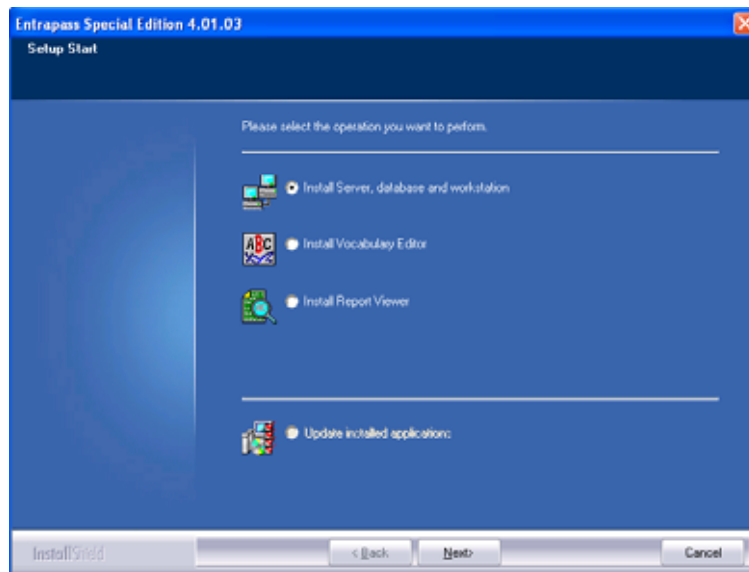 Entrapass Special Edition 4.01.03
Setup Start
Please select the operation you want to perform.
Install Server, database and workstation
ABC
Install Vocabulary Editor
Install Report Viewer
Update installed applications
InstallShield
< Back
Next>
Cancel